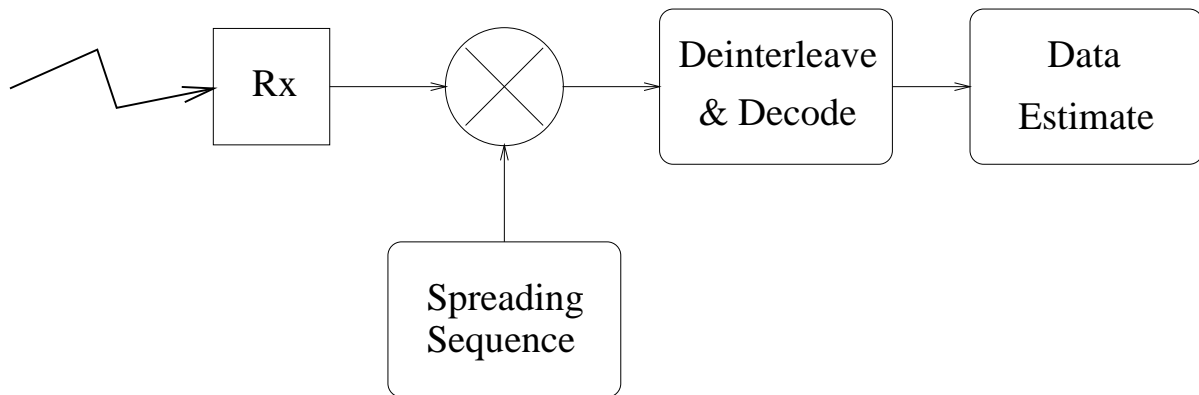 Rx
Deinterleave
& Decode
Data
Estimate
Spreading
Sequence